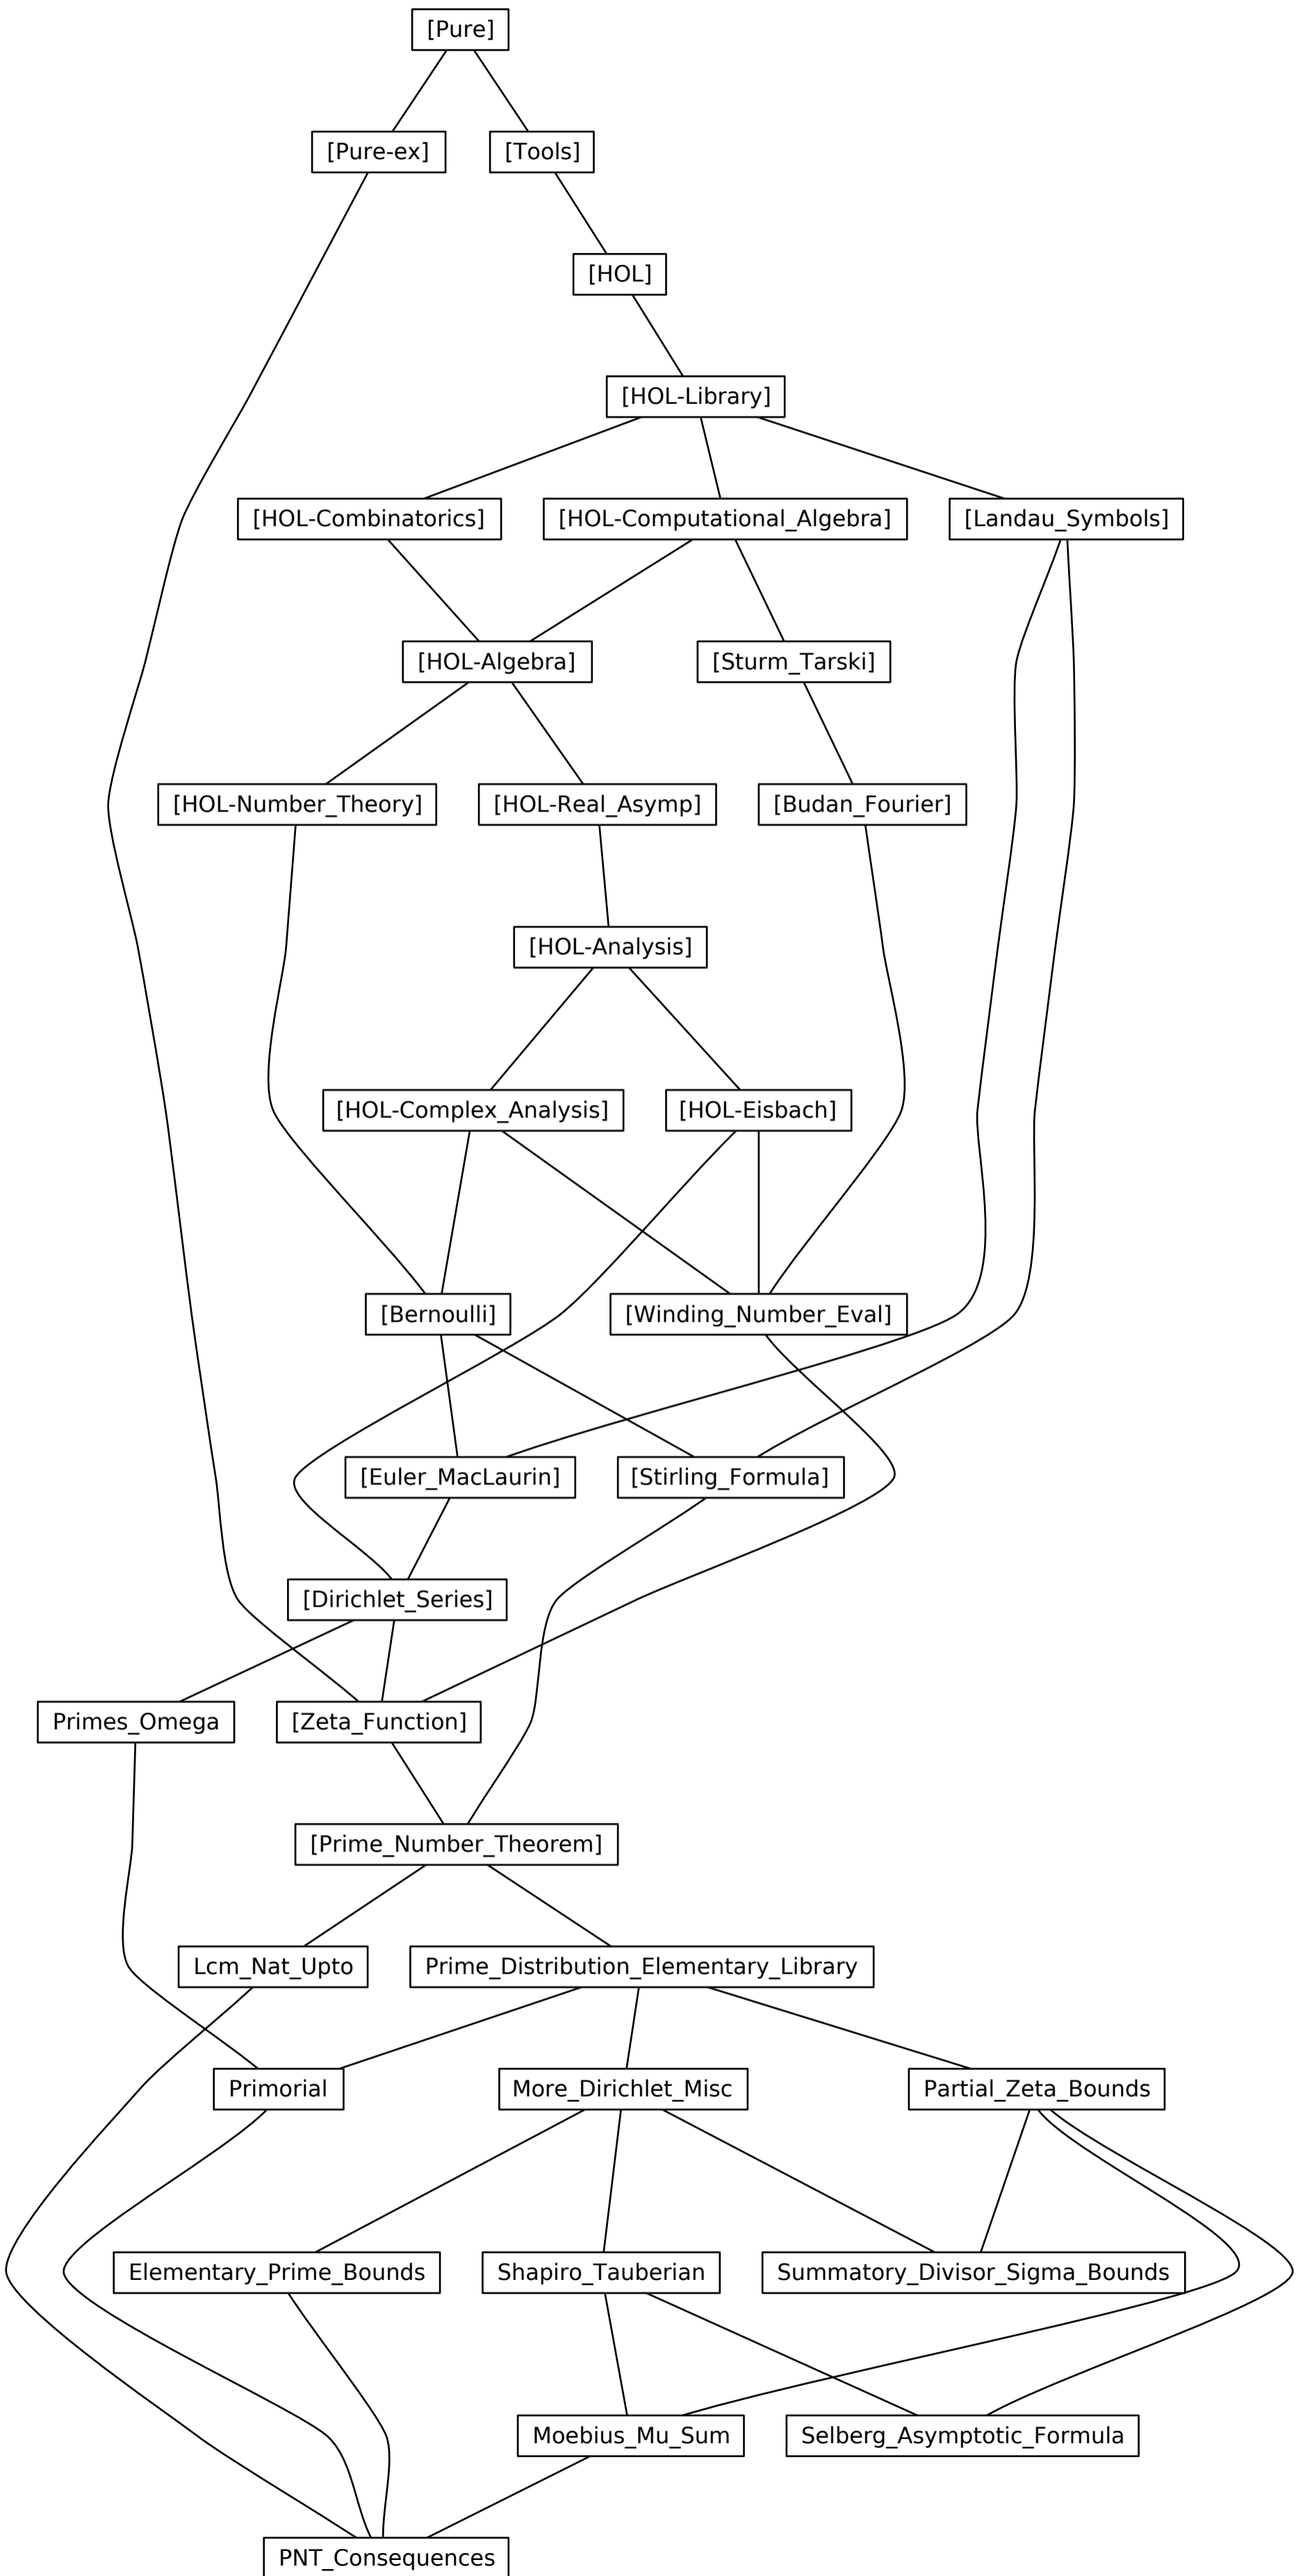 [Pure]
[Pure-ex]
[Tools]
[HOL]
[HOL-Library]
[HOL-Combinatorics]
[HOL-Computational_Algebra]
[Landau_Symbols]
[HOL-Algebra]
[Sturm_Tarski]
[HOL-Number_Theory]
[HOL-Real_Asymp]
[Budan_Fourier]
[HOL-Analysis]
[HOL-Complex_Analysis]
[HOL-Eisbach]
[Bernoulli]
[Winding_Number_Eval]
[Euler_MacLaurin]
[Stirling_Formula]
[Dirichlet_Series]
Primes_Omega
[Zeta_Function]
[Prime_Number_Theorem]
Lcm_Nat_Upto
Prime_Distribution_Elementary_Library
Primorial
More_Dirichlet_Misc
Partial_Zeta_Bounds
Elementary_Prime_Bounds
Shapiro_Tauberian
Summatory_Divisor_Sigma_Bounds
Moebius_Mu_Sum
Selberg_Asymptotic_Formula
PNT_Consequences